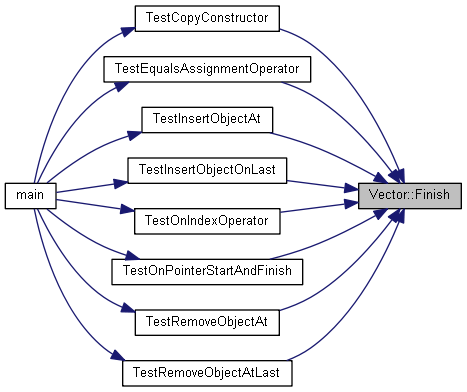 TestCopyConstructor
TestEqualsAssignmentOperator
TestInsertObjectAt
TestInsertObjectOnLast
main
Vector::Finish
TestOnIndexOperator
TestOnPointerStartAndFinish
TestRemoveObjectAt
TestRemoveObjectAtLast